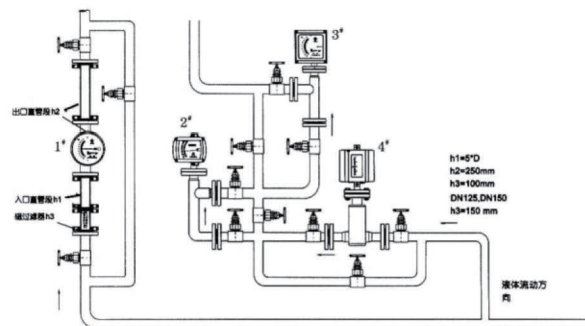 3#
出口直管段h2
2#
1#
4#
h1=5*D
h2=250mm
h3=100mm
DN125,DN150
h3=150 mm
入口直管段h1
磁过滤器h3
液体流动方
向